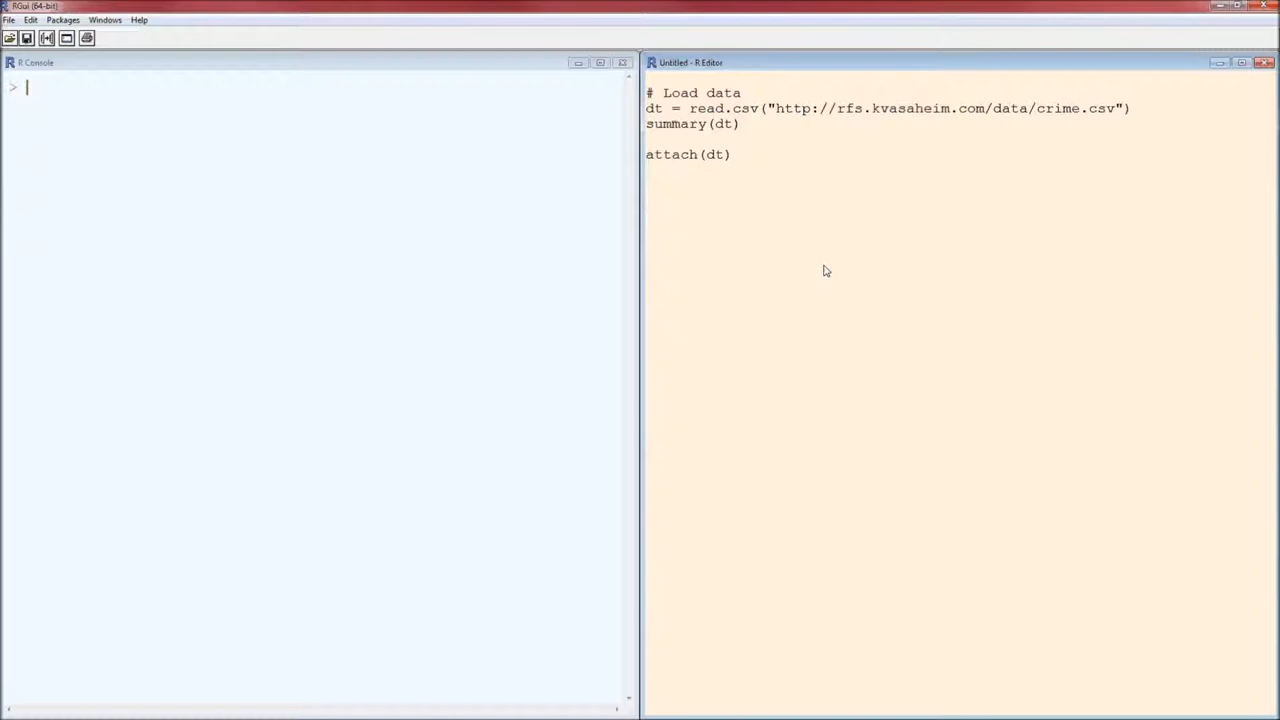 RGui (64-bit)
File Edit Packages Windows Help
R Console
>
Untitled - R Editor
# Load data
dt = read.csv("http://rfs.kvasaheim.com/data/crime.csv")
summary(dt)
attach(dt)